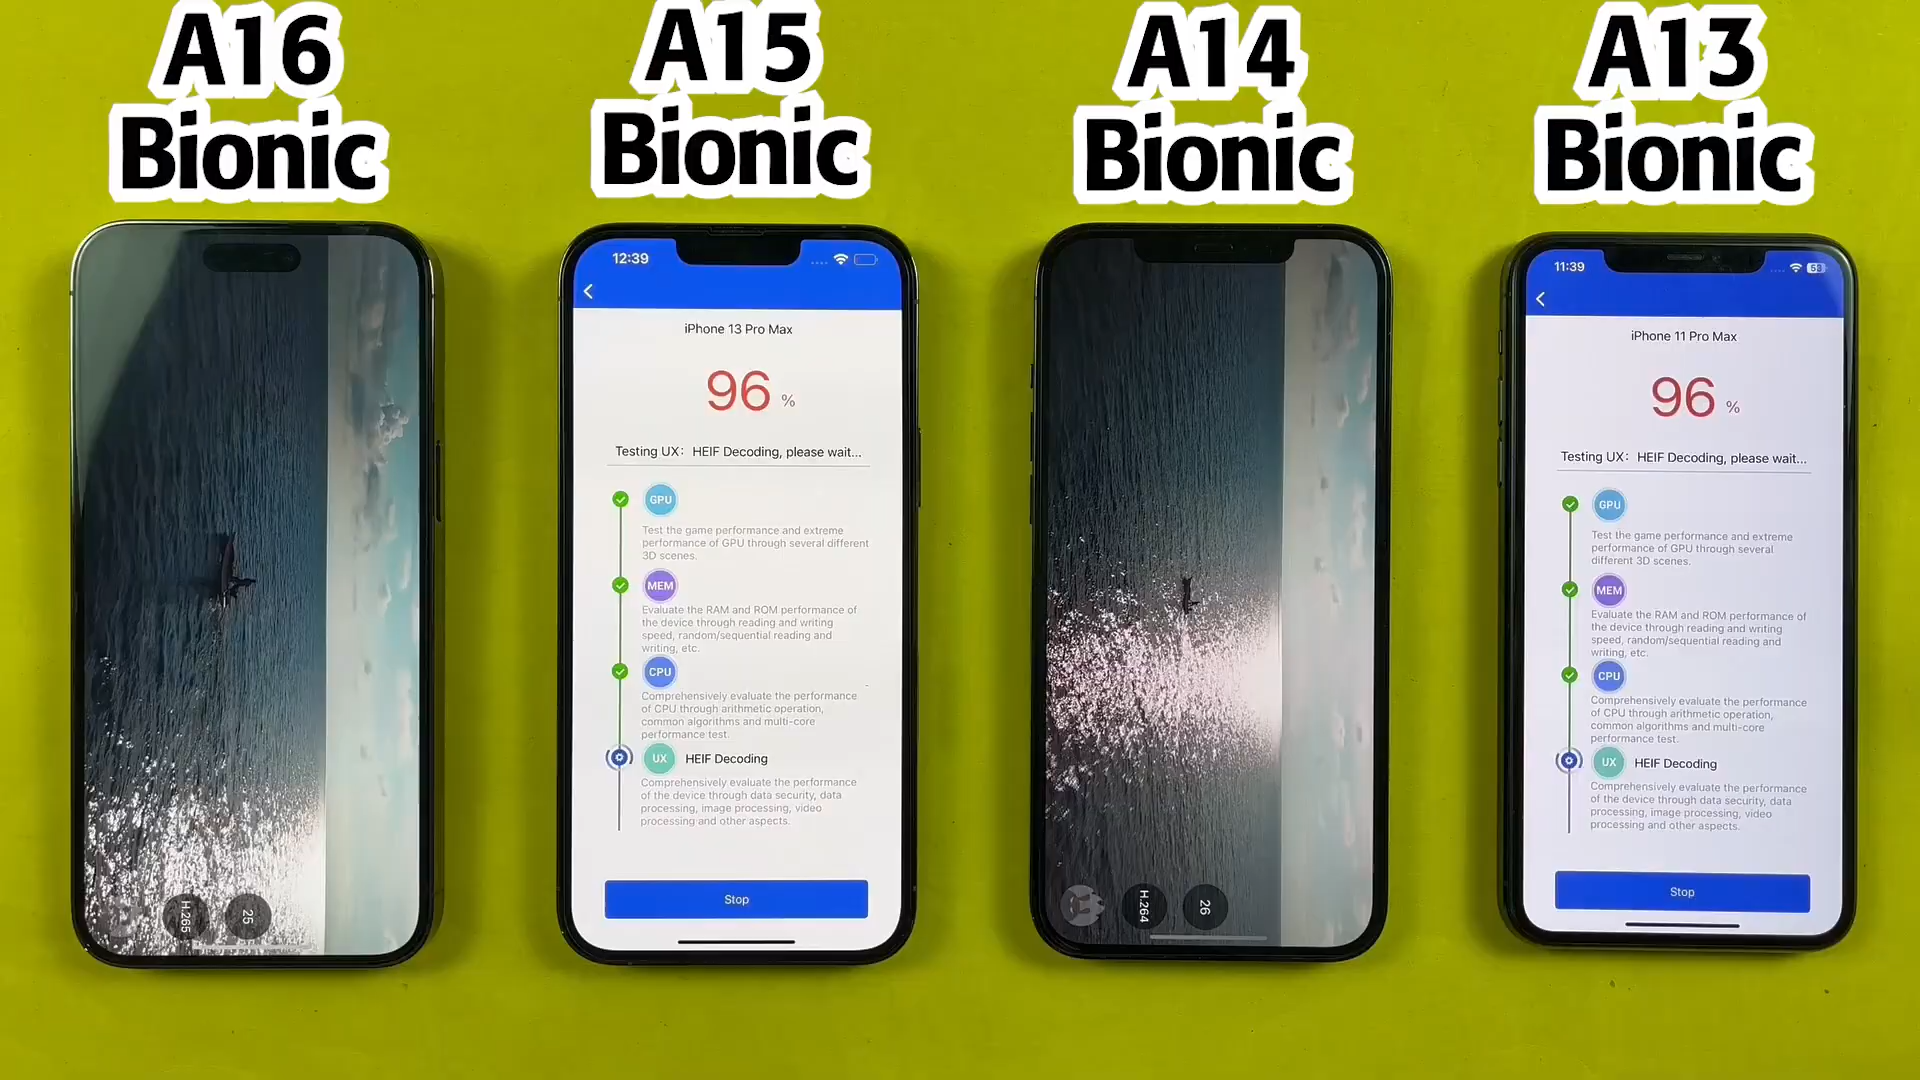 A16
Bionic
A15
Bionic
A14
Bionic
A13
Bionic
H.265
25
12:39
iPhone 13 Pro Max
96 %
Testing UX: HEIF Decoding, please wait...
GPU
Test the game performance and extreme
performance of GPU through several different
3D scenes.
MEM
Evaluate the RAM and ROM performance of
the device through reading and writing
speed, random/sequential reading and
writing, etc.
CPU
Comprehensively evaluate the performance
of CPU through arithmetic operation,
common algorithms and multi-core
performance test.
UX HEIF Decoding
Comprehensively evaluate the performance
of the device through data security, data
processing, image processing, video
processing and other aspects.
Stop
H.264
26
11:39
53
iPhone 11 Pro Max
96 %
Testing UX: HEIF Decoding, please wait...
GPU
Test the game performance and extreme
performance of GPU through several
different 3D scenes.
MEM
Evaluate the RAM and ROM performance of
the device through reading and writing
speed, random/sequential reading and
writing, etc.
CPU
Comprehensively evaluate the performance
of CPU through arithmetic operation,
common algorithms and multi-core
performance test.
UX HEIF Decoding
Comprehensively evaluate the performance
of the device through data security, data
processing, image processing, video
processing and other aspects.
Stop